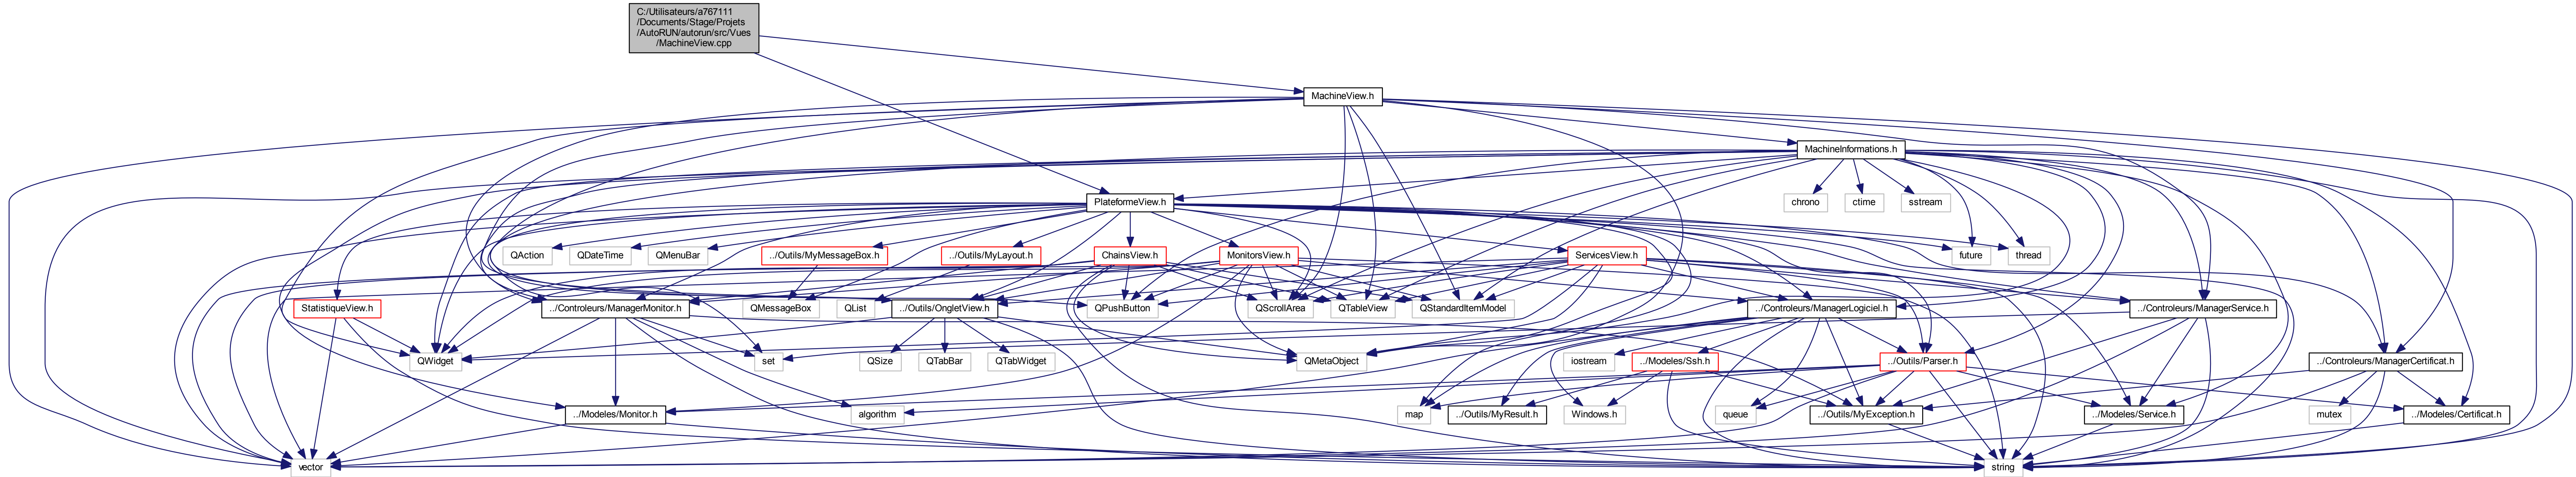 C:/Utilisateurs/a767111
/Documents/Stage/Projets
/AutoRUN/autorun/src/Vues
/MachineView.cpp
MachineView.h
MachineInformations.h
PlateformeView.h
chrono
ctime
sstream
QAction
QDateTime
QMenuBar
../Outils/MyMessageBox.h
../Outils/MyLayout.h
ChainsView.h
MonitorsView.h
ServicesView.h
future
thread
StatistiqueView.h
../Controleurs/ManagerMonitor.h
QMessageBox
QList
../Outils/OngletView.h
QPushButton
QScrollArea
QTableView
QStandardItemModel
../Controleurs/ManagerLogiciel.h
../Controleurs/ManagerService.h
QWidget
set
QSize
QTabBar
QTabWidget
QMetaObject
iostream
../Modeles/Ssh.h
../Outils/Parser.h
../Controleurs/ManagerCertificat.h
../Modeles/Monitor.h
algorithm
map
../Outils/MyResult.h
Windows.h
queue
../Outils/MyException.h
../Modeles/Service.h
mutex
../Modeles/Certificat.h
vector
string